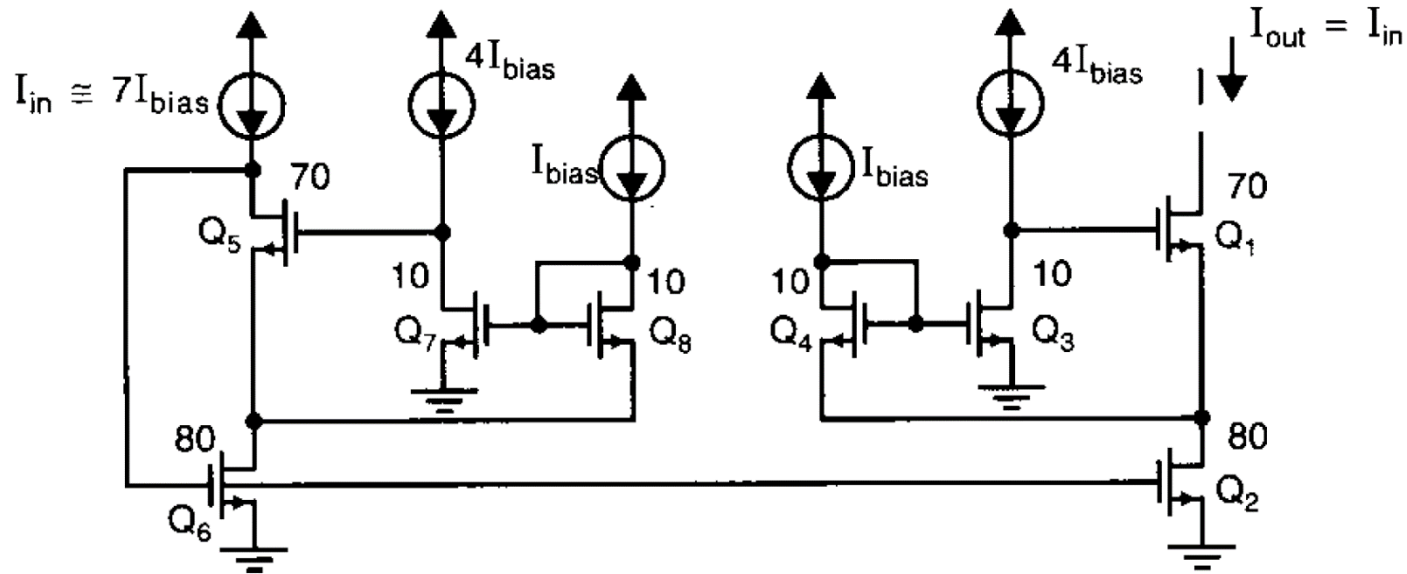 I_in ≅ 7I_bias
4I_bias
I_bias
I_bias
4I_bias
I_out = I_in
70
Q_5
10
Q_7
10
Q_8
10
Q_4
10
Q_3
70
Q_1
80
Q_6
80
Q_2